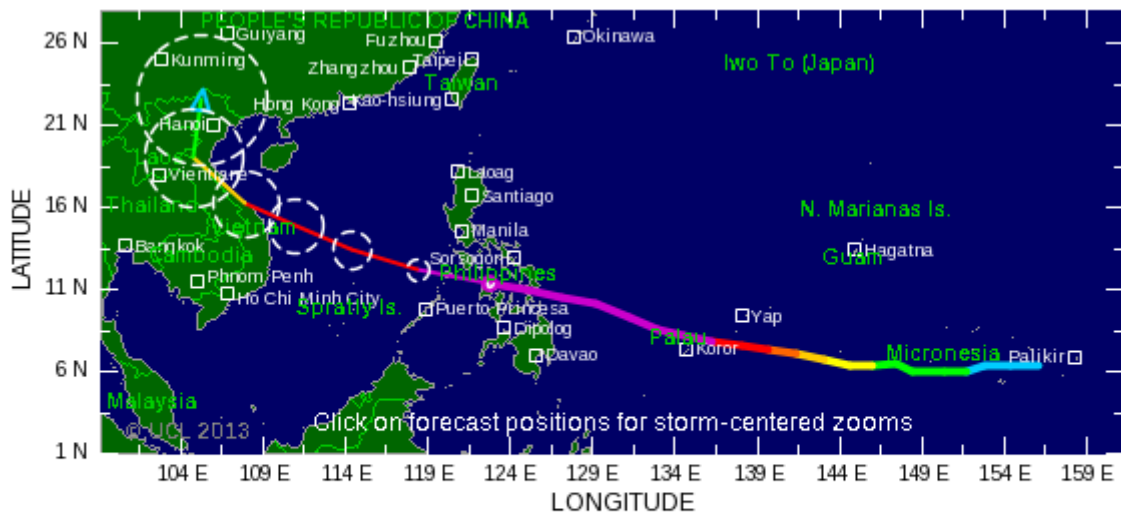 PEOPLE'S REPUBLIC OF CHINA
26 N
Guiyang
Fuzhou
Okinawa
Kunming
Zhangzhou
Taipei
Iwo To (Japan)
Taiwan
Hong Kong
Kao-hsiung
21 N
Hanoi
Laos
Vientiane
Laoag
Santiago
16 N
Thailand
N. Marianas Is.
Vietnam
Manila
Bangkok
Cambodia
Sorsogon
Hagatna
Guam
Philippines
11 N
Phnom Penh
Ho Chi Minh City
Spratly Is.
Puerto Princesa
Yap
Dipolog
Palau
Koror
Davao
Micronesia
Palikir
6 N
Malaysia
© UCL 2013
Click on forecast positions for storm-centered zooms
1 N
104 E 109 E 114 E 119 E 124 E 129 E 134 E 139 E 144 E 149 E 154 E 159 E
LONGITUDE
LATITUDE